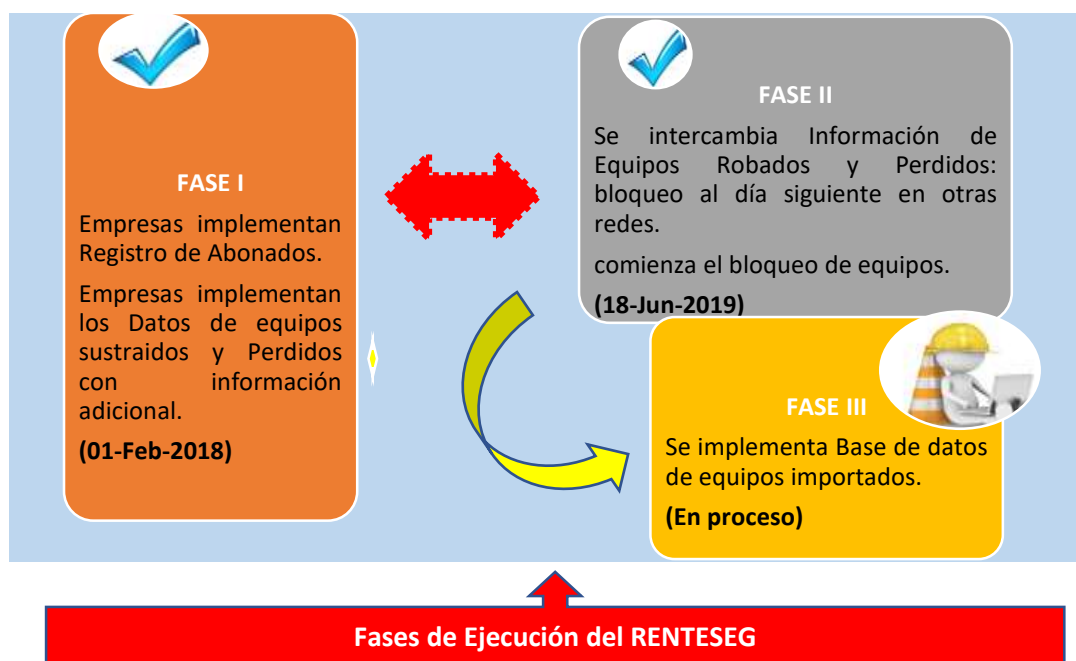 FASE I
Empresas implementan
Registro de Abonados.
Empresas implementan
los Datos de equipos
sustraidos y Perdidos
con información
adicional.
(01-Feb-2018)
FASE II
Se intercambia Información de
Equipos Robados y Perdidos:
bloqueo al día siguiente en otras
redes.
comienza el bloqueo de equipos.
(18-Jun-2019)
FASE III
Se implementa Base de datos
de equipos importados.
(En proceso)
Fases de Ejecución del RENTESEG